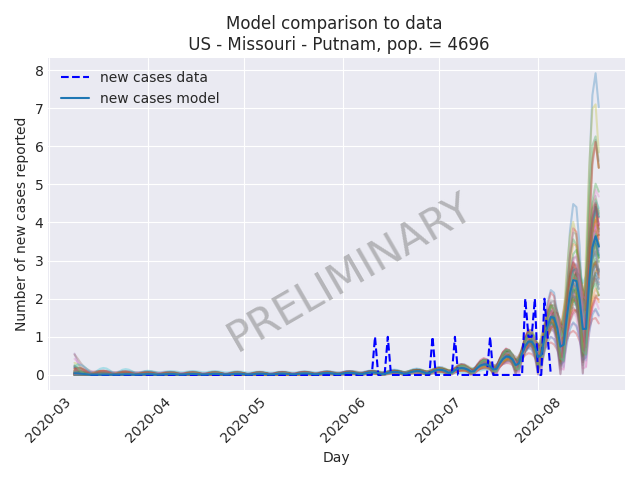 Model comparison to data
US - Missouri - Putnam, pop. = 4696
8
7
6
5
4
3
2
1
0
Number of new cases reported
new cases data
new cases model
PRELIMINARY
2020-03
2020-04
2020-05
2020-06
2020-07
2020-08
Day